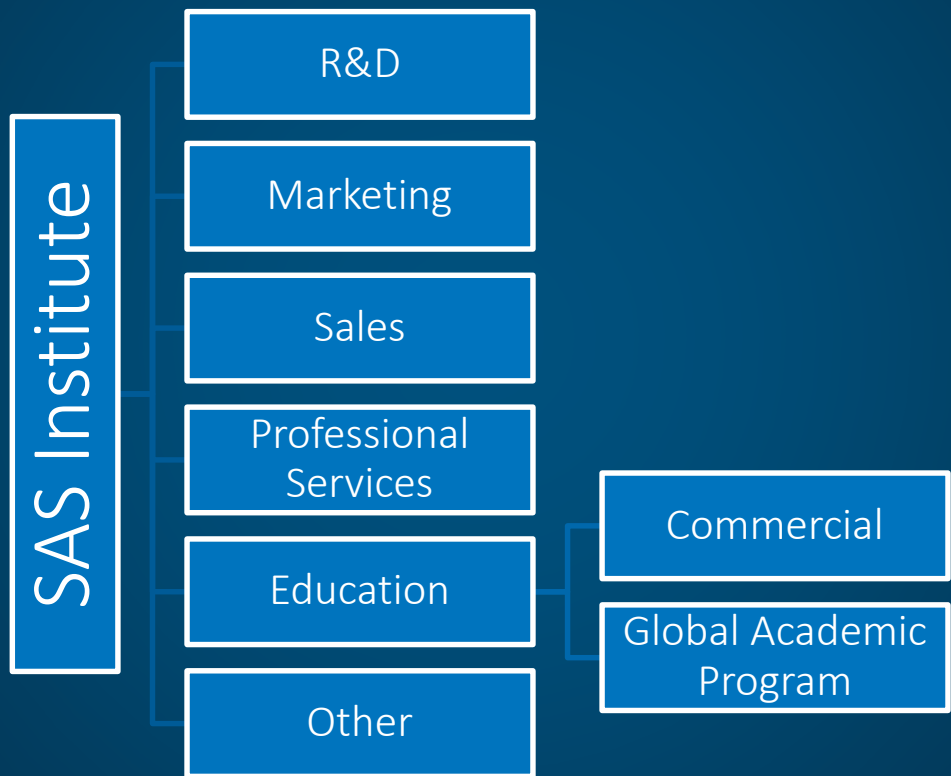 SAS Institute
R&D
Marketing
Sales
Professional
Services
Education
Other
Commercial
Global Academic
Program